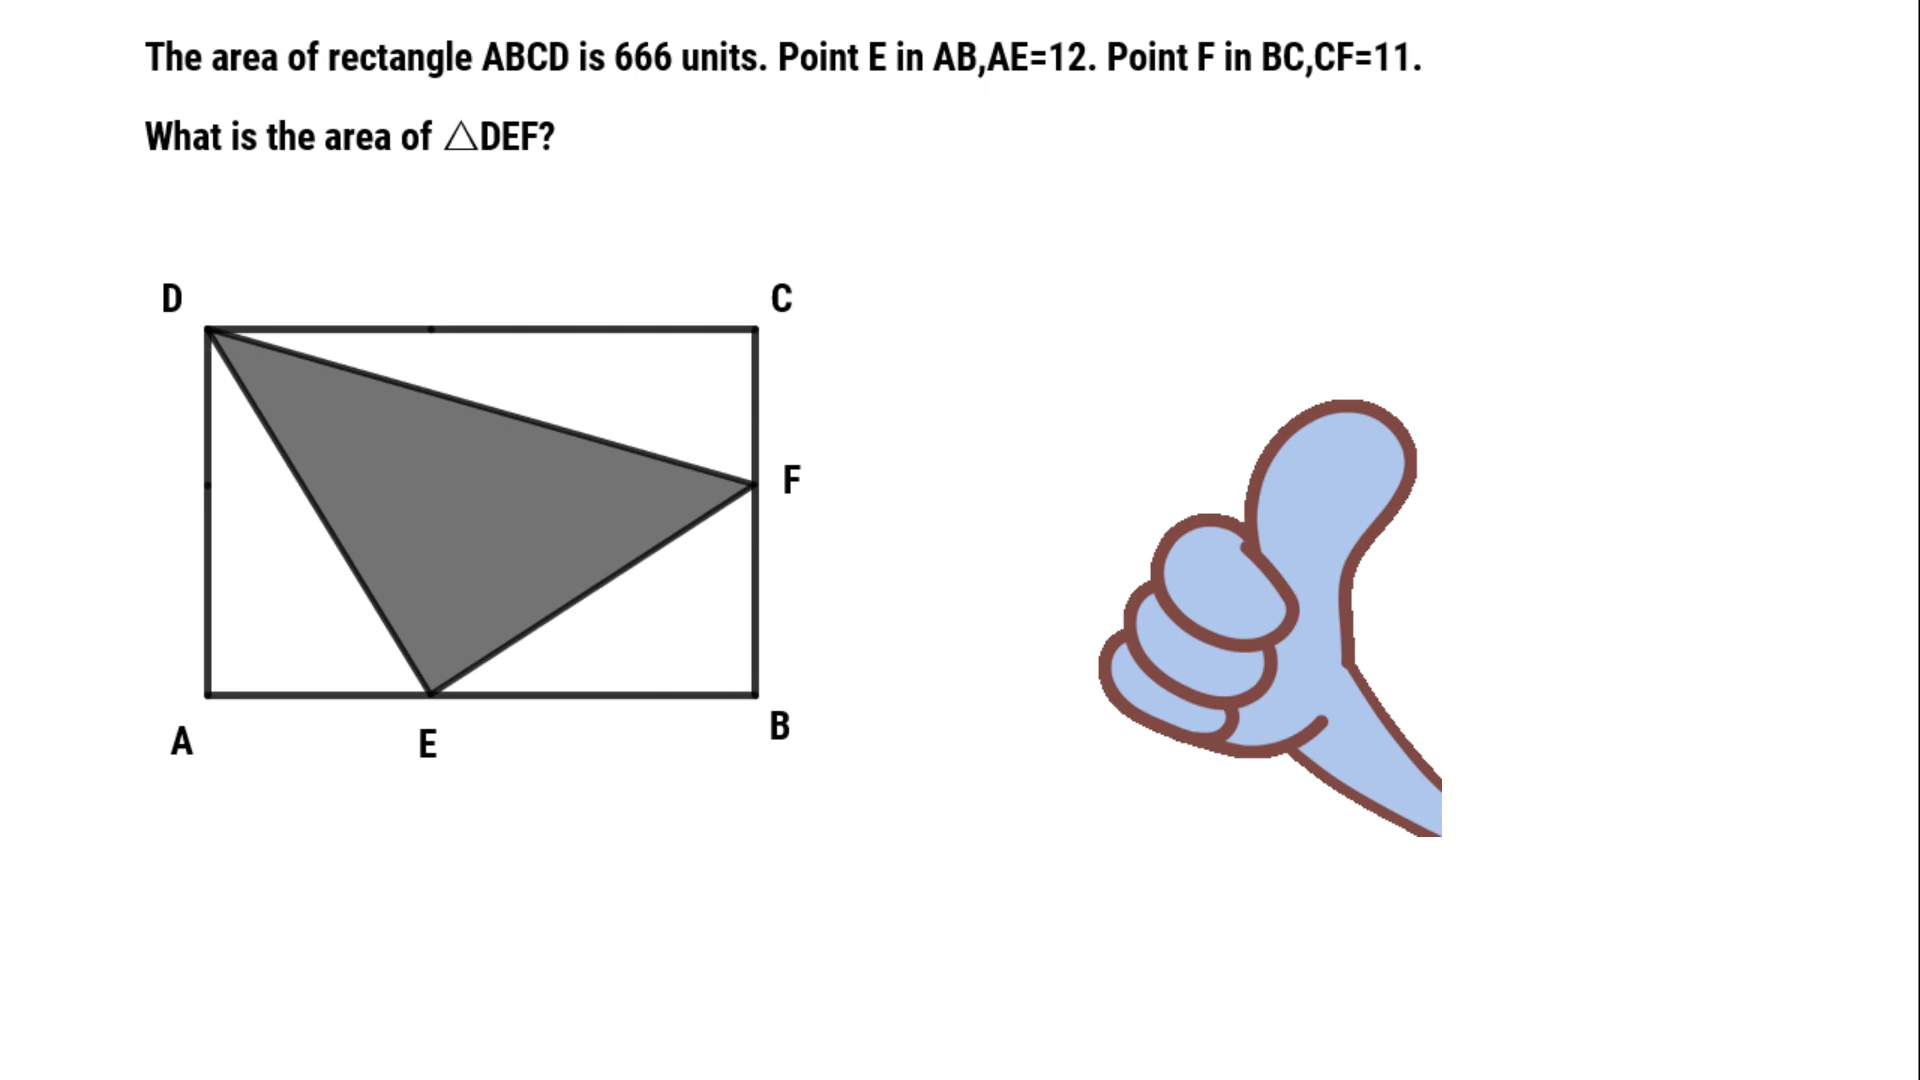 The area of rectangle ABCD is 666 units. Point E in AB,AE=12. Point F in BC,CF=11.
What is the area of △DEF?
D
C
F
A
E
B